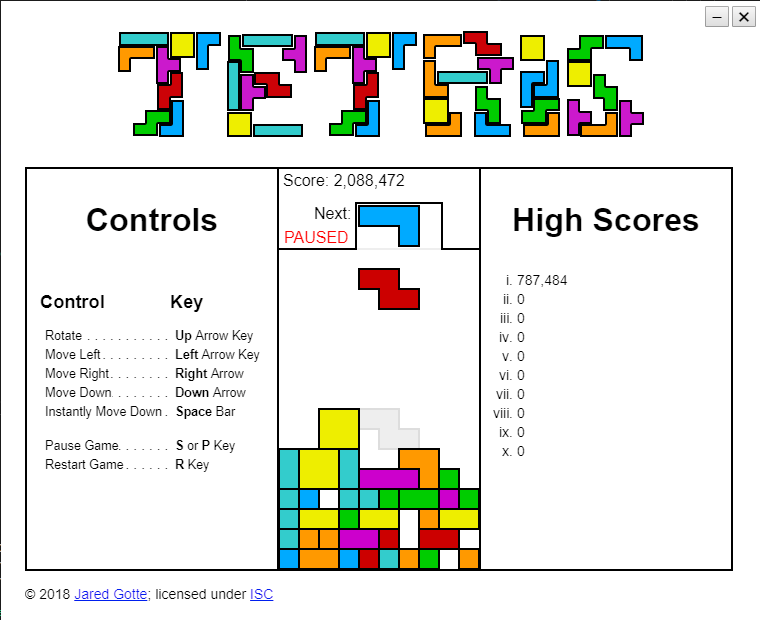 TETRIS
Score: 2,088,472
Next:
PAUSED
Controls
Control Key
Rotate . . . . . . . . . . . Up Arrow Key
Move Left . . . . . . . . . Left Arrow Key
Move Right . . . . . . . . Right Arrow
Move Down . . . . . . . . Down Arrow
Instantly Move Down . Space Bar
Pause Game . . . . . . . S or P Key
Restart Game . . . . . . R Key
High Scores
i. 787,484
ii. 0
iii. 0
iv. 0
v. 0
vi. 0
vii. 0
viii. 0
ix. 0
x. 0
© 2018 Jared Gotte; licensed under ISC